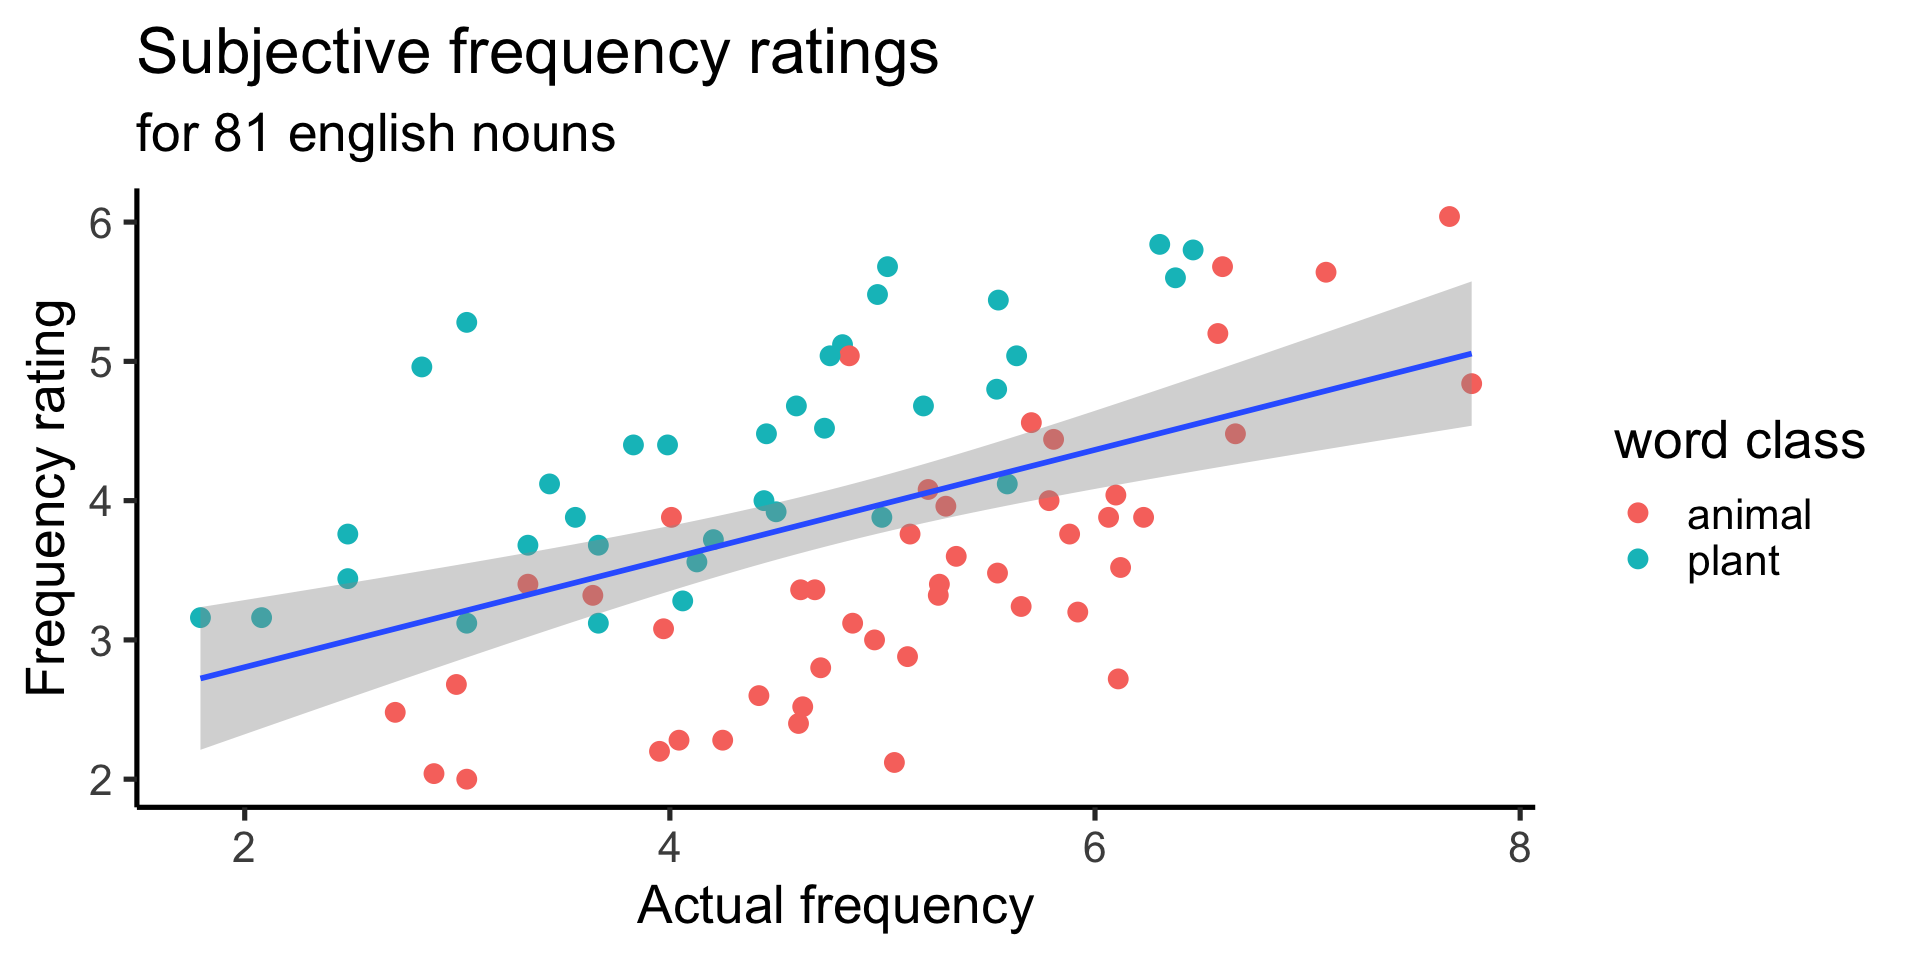 Subjective frequency ratings
for 81 english nouns
6
5
4
3
2
Frequency rating
2 4 6 8
Actual frequency
word class
animal
plant